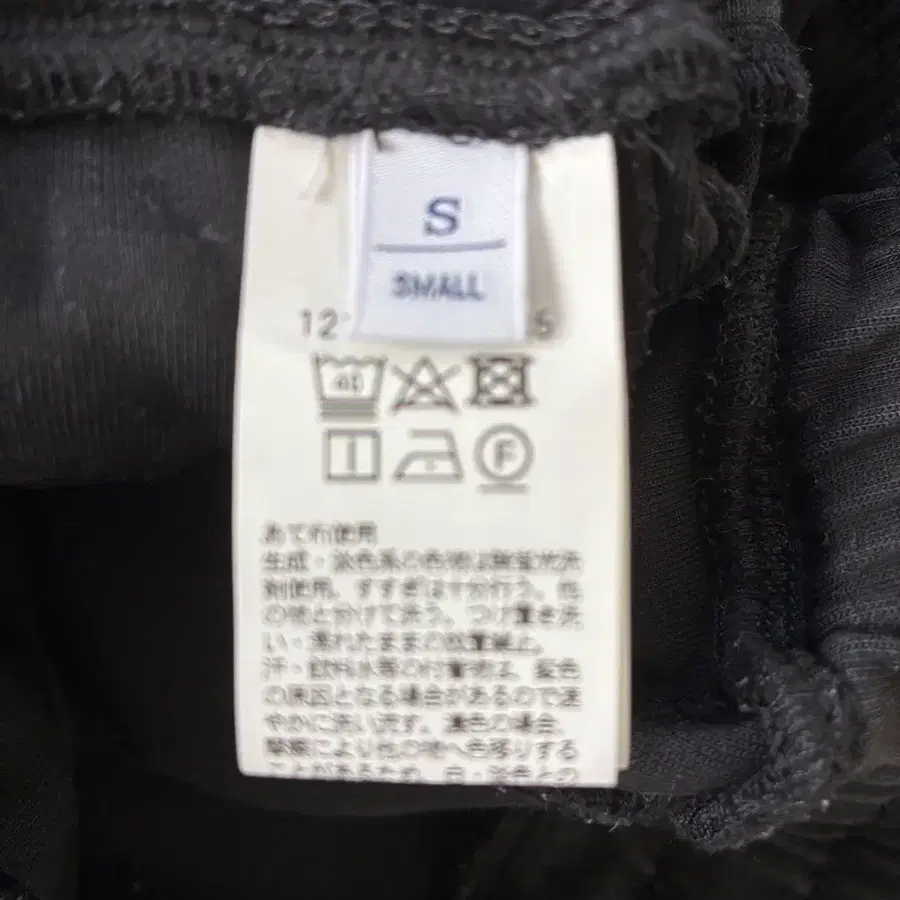 S
SMALL
12 5
40
F
あて布使用
生成・淡色系の色物は無蛍光洗
剤使用。すすぎは十分行う。他
の物と分けて洗う。つけ置き洗
い・濡れたままの放置禁止。
汗・飲料水等の付着物は、変色
の原因となる場合があるので速
やかに洗い流す。濃色の場合、
摩擦により他の物へ色移りする
ことがあるため、白・淡色との